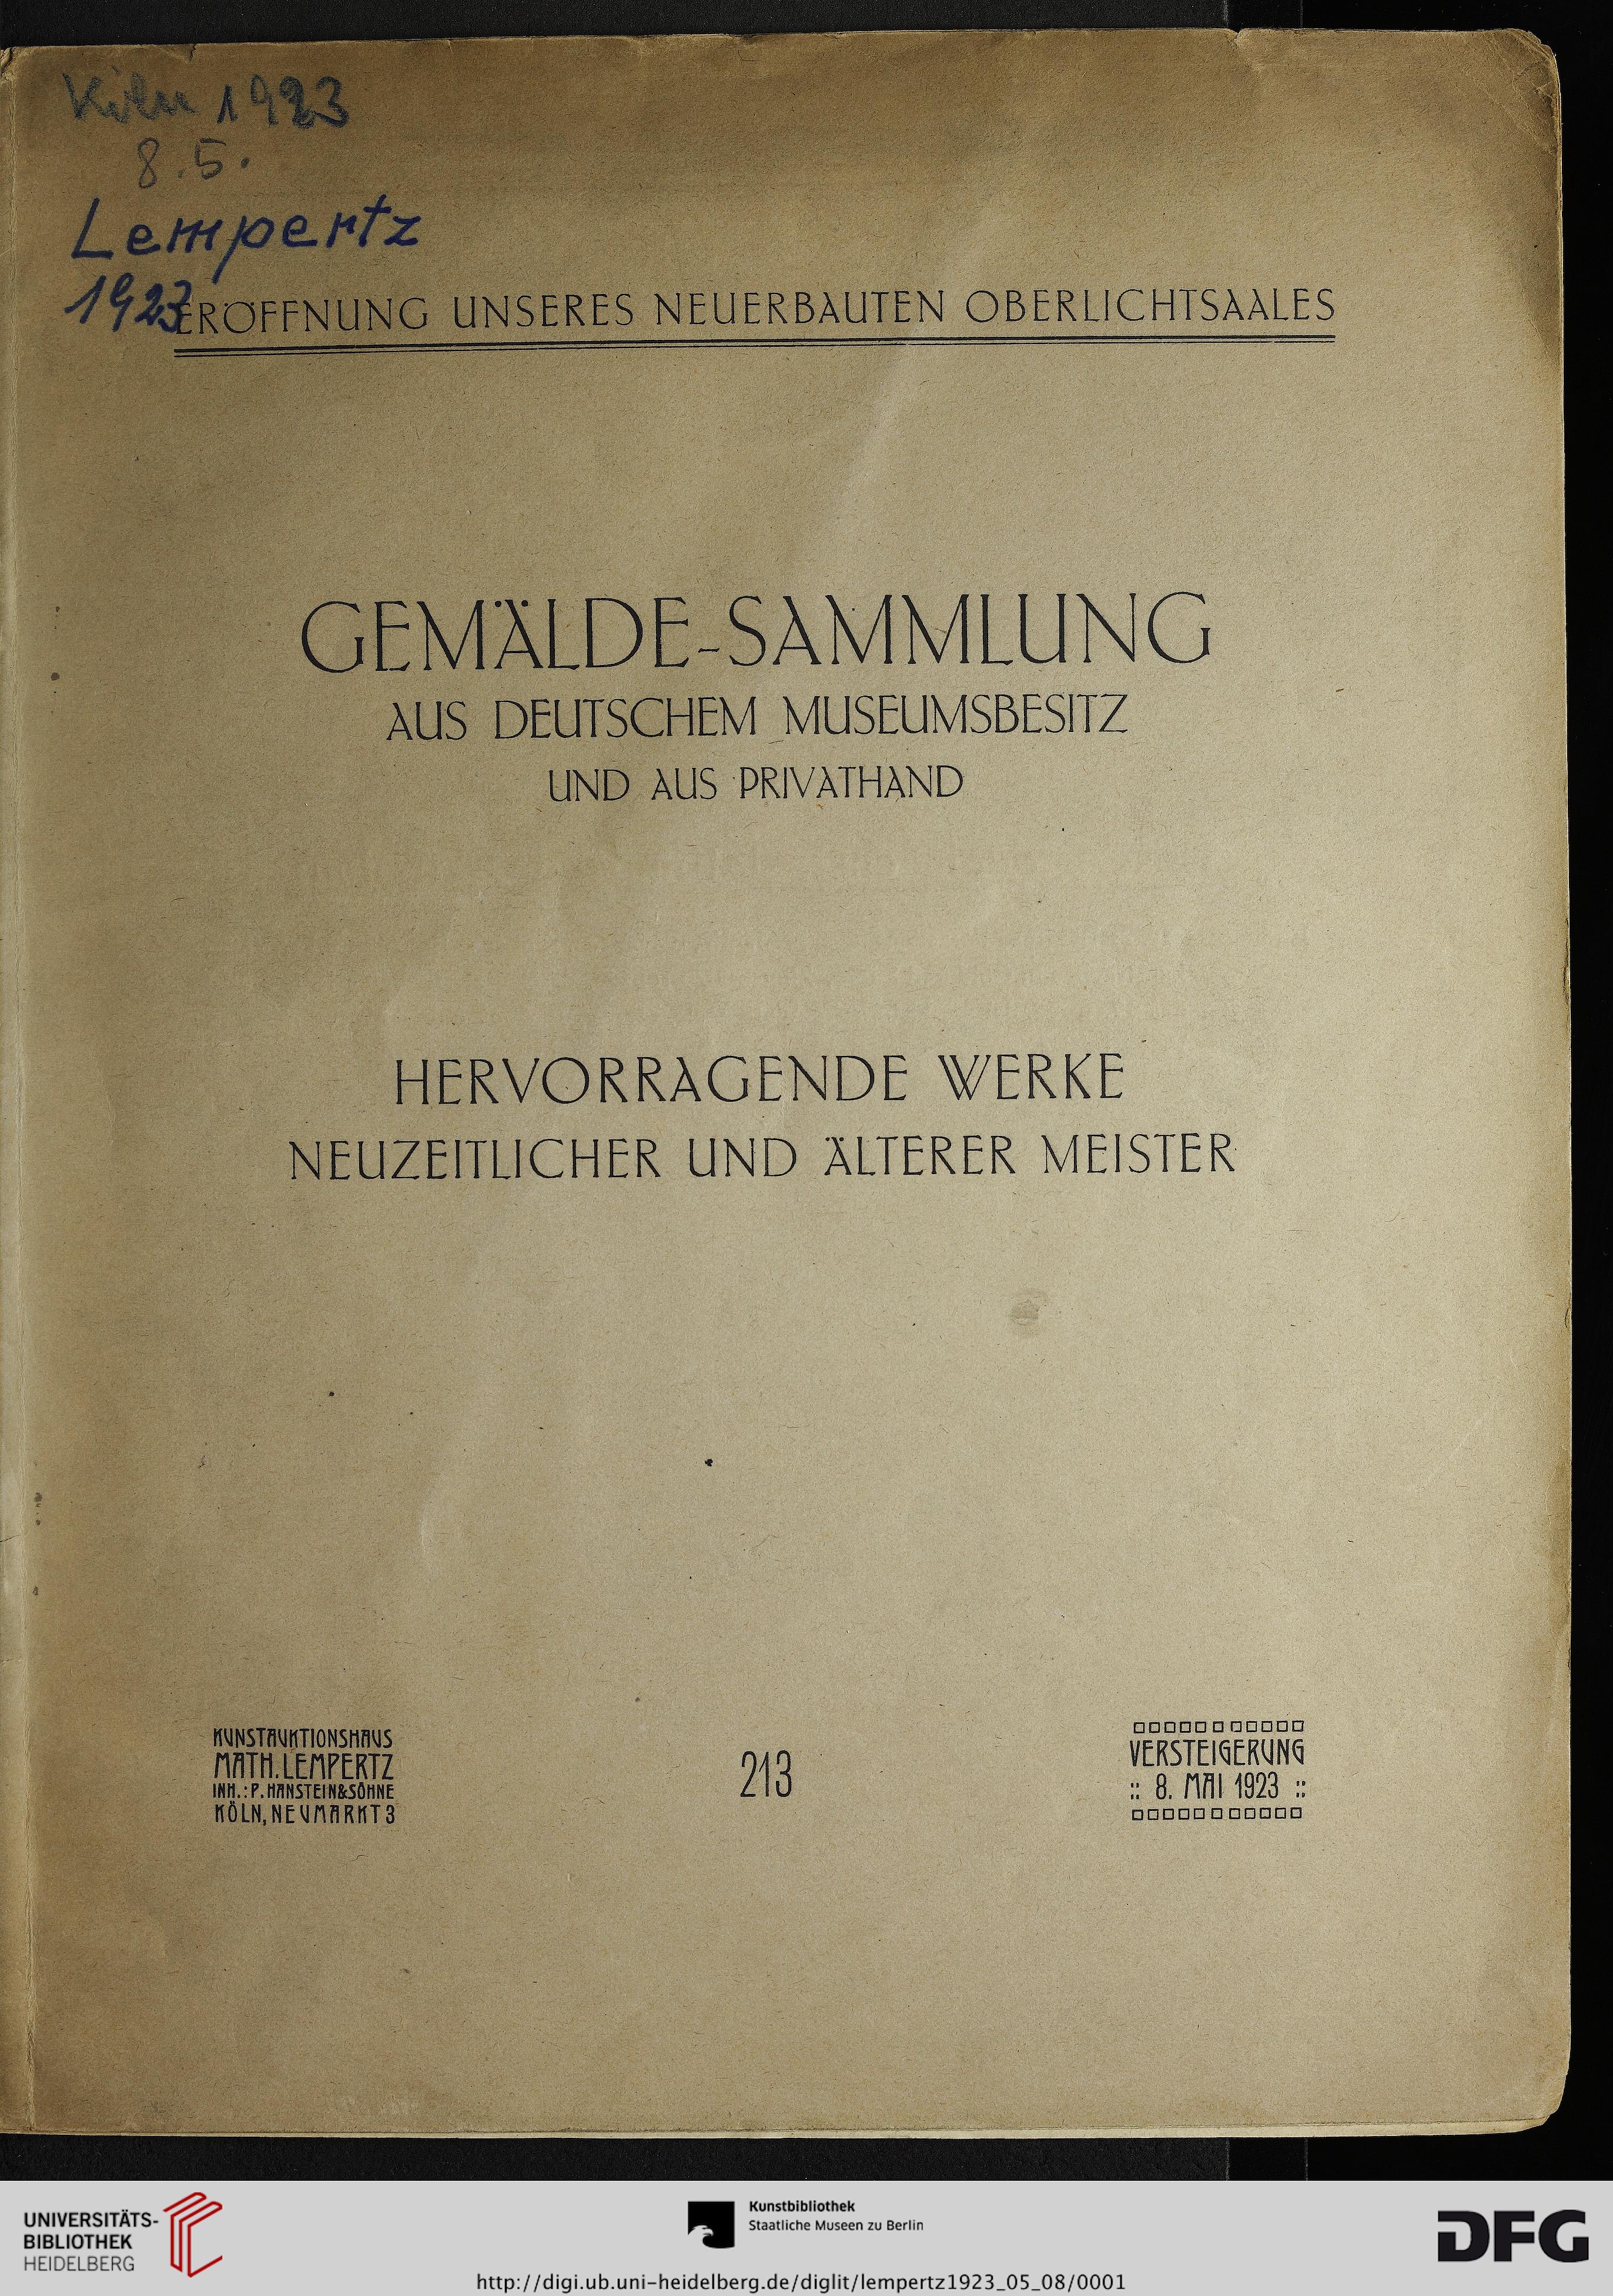 Köln 1923
8.5.
Lempertz
1923
ERÖFFNUNG UNSERES NEUERBAUTEN OBERLICHTSAALES
GEMÄLDE-SAMMLUNG
AUS DEUTSCHEM MUSEUMSBESITZ
UND AUS PRIVATHAND
HERVORRAGENDE WERKE
NEUZEITLICHER UND ÄLTERER MEISTER
KUNSTAUKTIONSHAUS
MATH. LEMPERTZ
INH.: P. HANSTEIN & SÖHNE
KÖLN, NEUMARKT 3
213
VERSTEIGERUNG
:: 8. MAI 1923 ::
UNIVERSITÄTS-
BIBLIOTHEK
HEIDELBERG
Kunstbibliothek
Staatliche Museen zu Berlin
DFG
http://digi.ub.uni-heidelberg.de/diglit/lempertz1923_05_08/0001